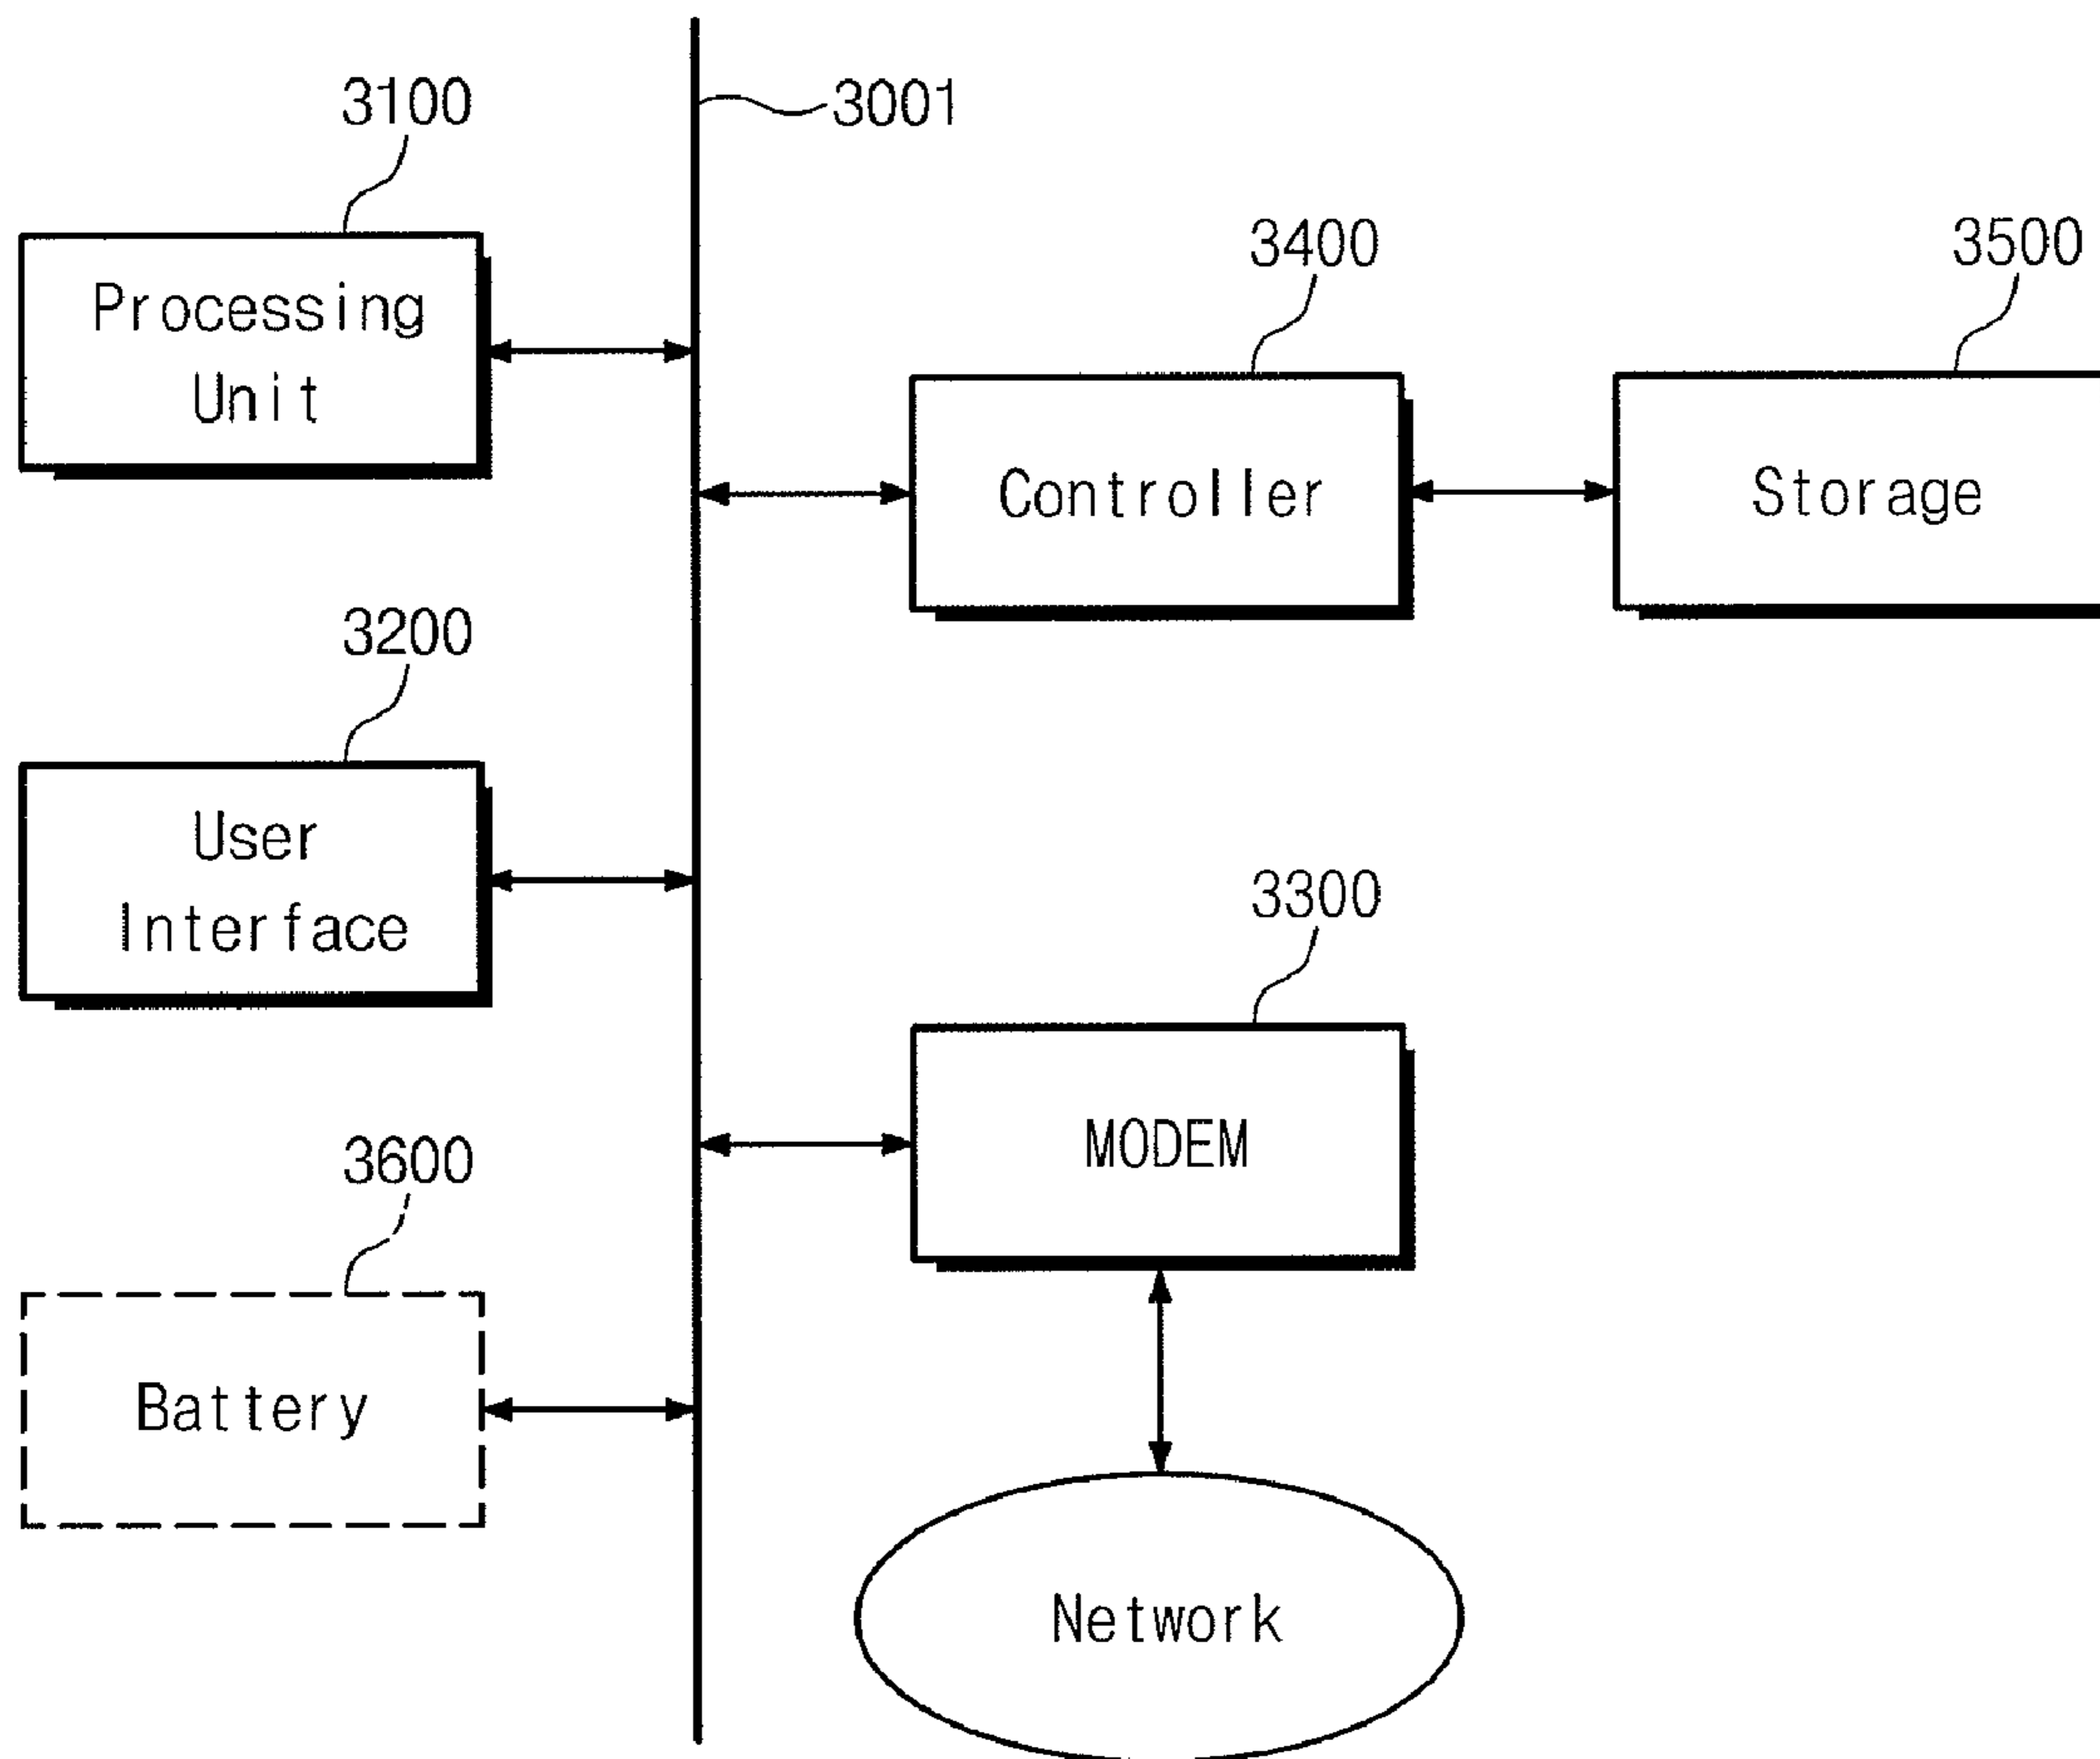 3100
3001
Processing
Unit
3400
3500
Controller
Storage
3200
User
Interface
3300
MODEM
3600
Battery
Network